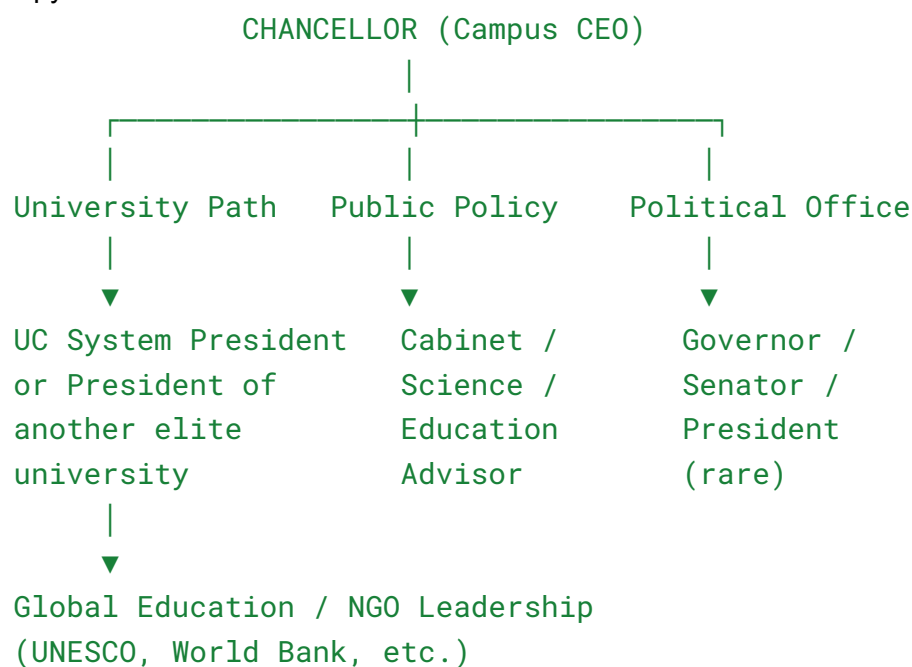 CHANCELLOR (Campus CEO)
University Path Public Policy Political Office
UC System President Cabinet / Governor /
or President of Science / Senator /
another elite Education President
university Advisor (rare)
Global Education / NGO Leadership
(UNESCO, World Bank, etc.)